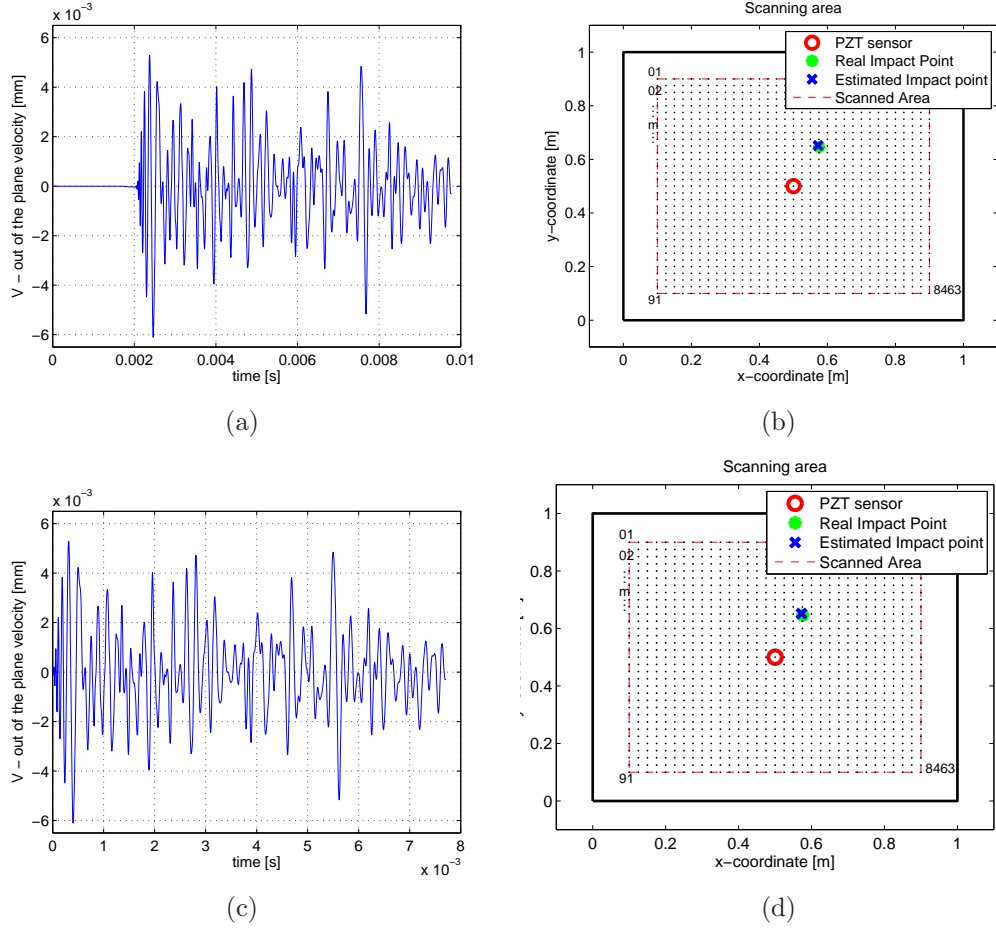 x 10⁻³
6
4
2
0
−2
−4
−6
0
0.002
0.004
0.006
0.008
0.01
V − out of the plane velocity [mm]
time [s]
(a)
Scanning area
PZT sensor
Real Impact Point
Estimated Impact point
Scanned Area
01
02
m
91
8463
1
0.8
0.6
0.4
0.2
0
0
0.2
0.4
0.6
0.8
1
y−coordinate [m]
x−coordinate [m]
(b)
x 10⁻³
6
4
2
0
−2
−4
−6
0
1
2
3
4
5
6
7
8
x 10⁻³
V − out of the plane velocity [mm]
time [s]
(c)
Scanning area
PZT sensor
Real Impact Point
Estimated Impact point
Scanned Area
01
02
m
91
8463
1
0.8
0.6
0.4
0.2
0
0
0.2
0.4
0.6
0.8
1
x−coordinate [m]
(d)